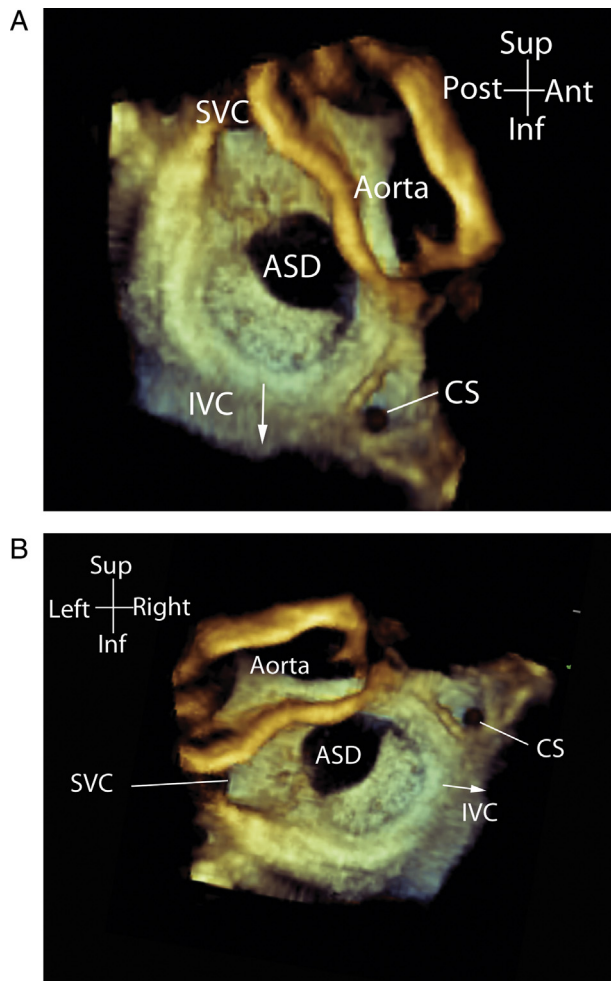 A
Sup
Post Ant
Inf
SVC
Aorta
ASD
IVC
CS
B
Sup
Left Right
Inf
Aorta
ASD
CS
SVC
IVC